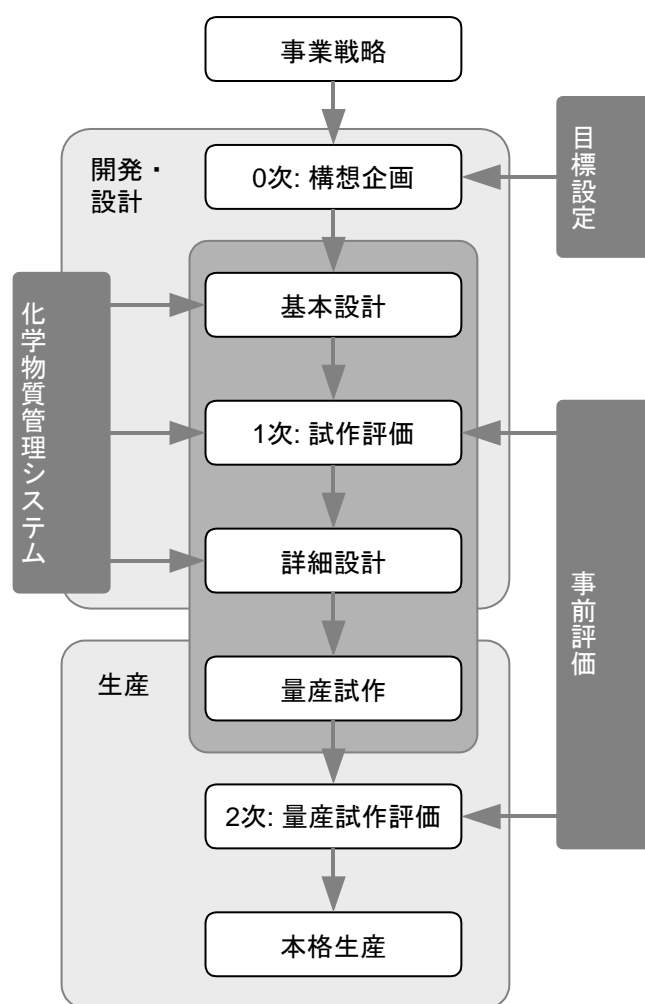 事業戦略
開発・
設計
0次: 構想企画
目標設定
基本設計
化学物質管理システム
1次: 試作評価
詳細設計
事前評価
生産
量産試作
2次: 量産試作評価
本格生産